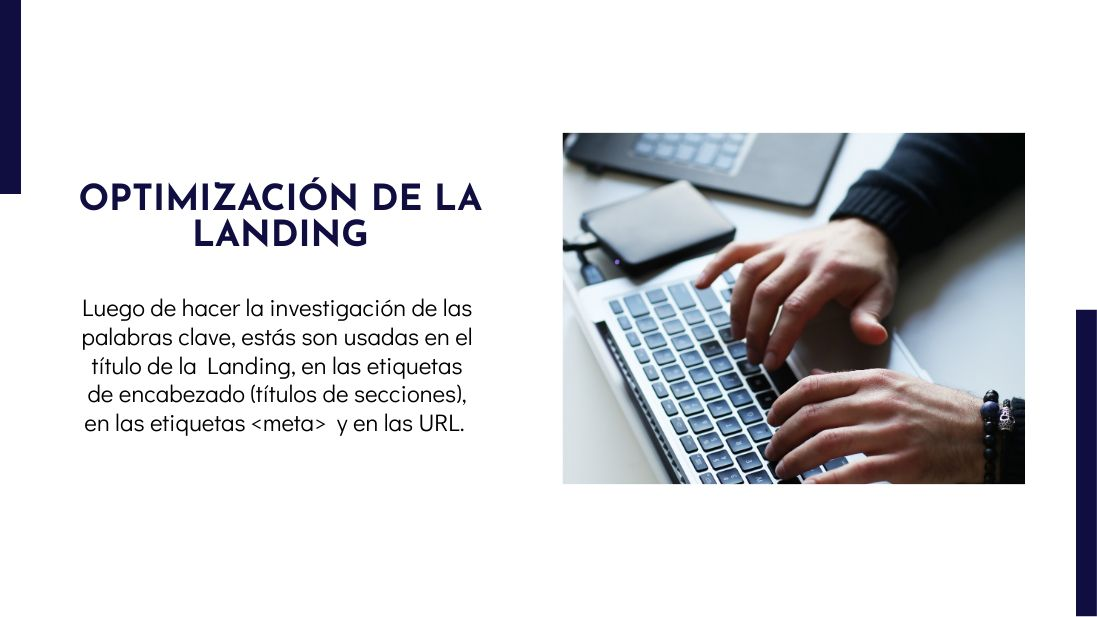 OPTIMIZACIÓN DE LA
LANDING
Luego de hacer la investigación de las
palabras clave, estás son usadas en el
título de la  Landing, en las etiquetas
de encabezado (títulos de secciones),
en las etiquetas <meta>  y en las URL.